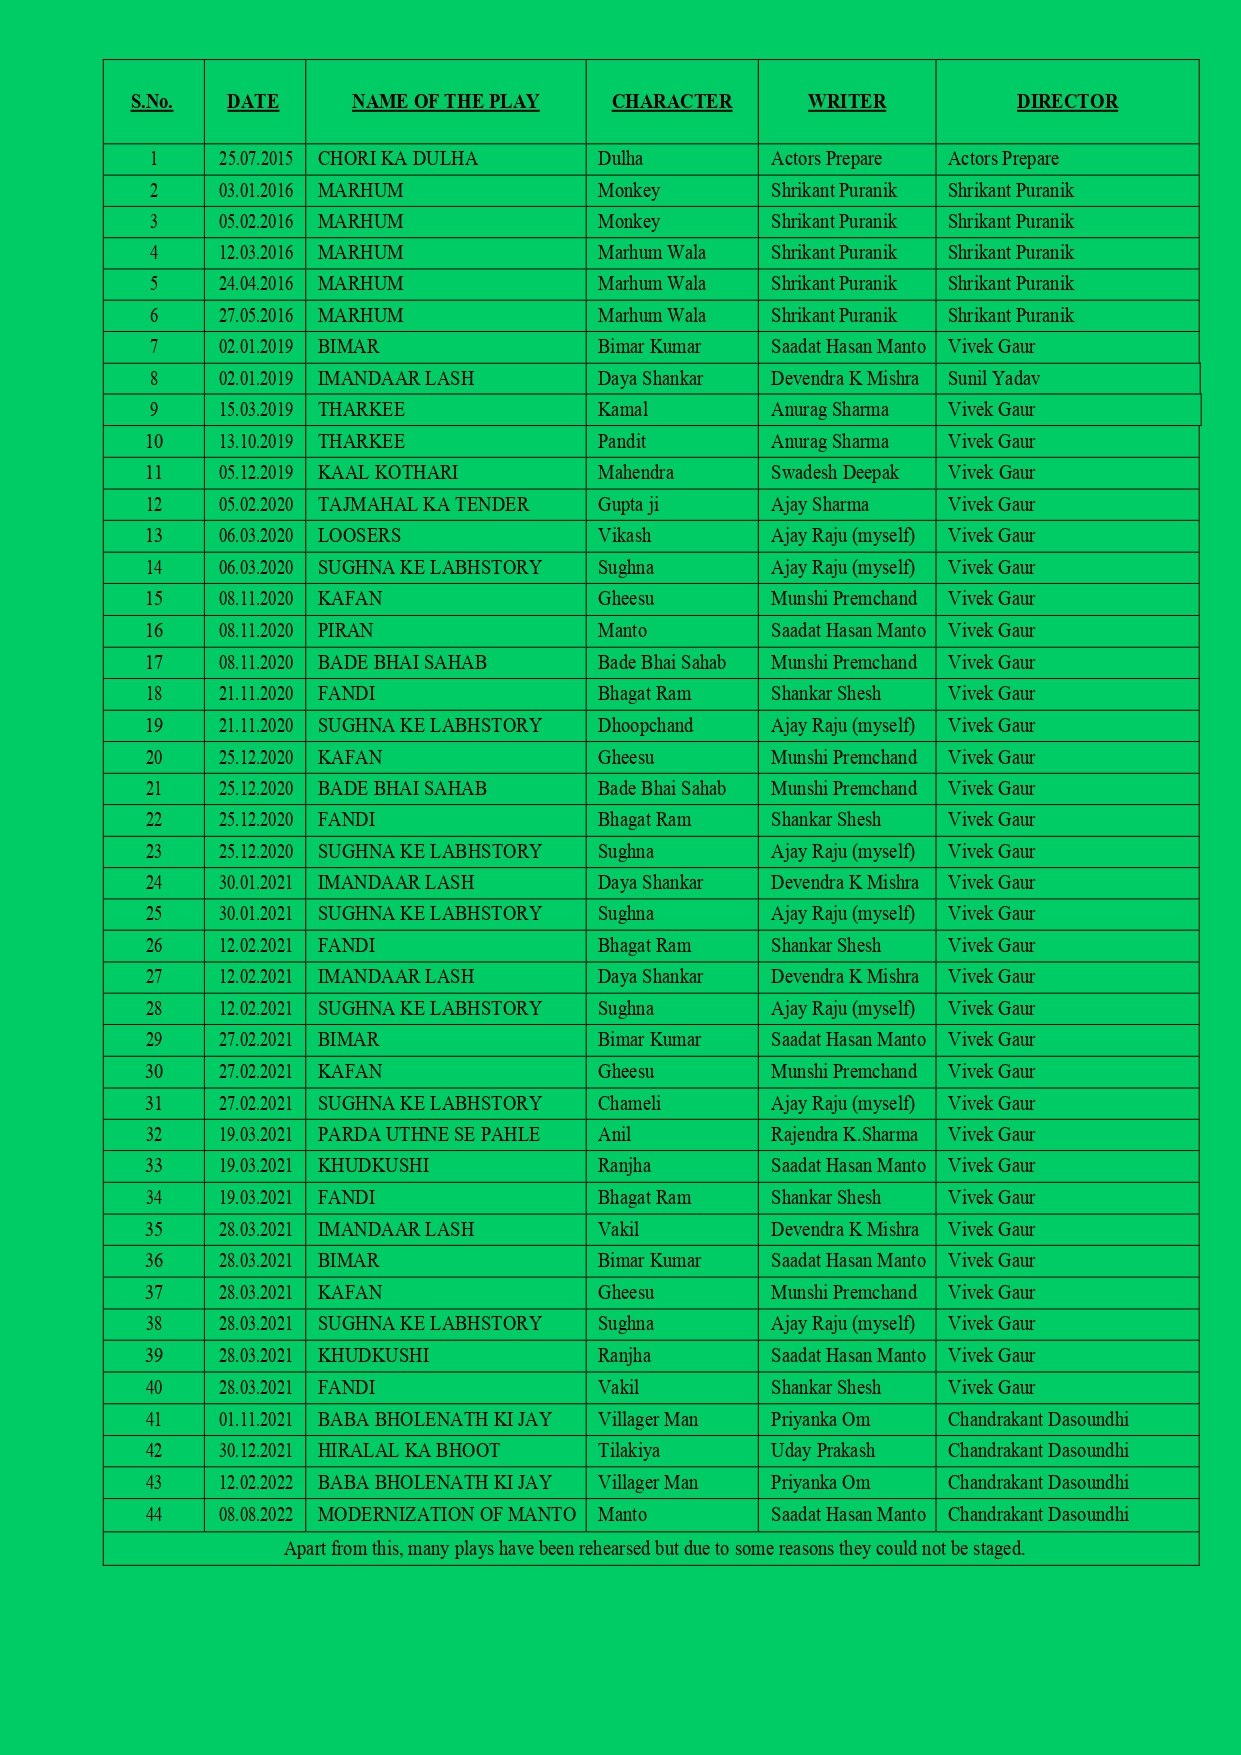 S.No. DATE NAME OF THE PLAY CHARACTER WRITER DIRECTOR
1 25.07.2015 CHORI KA DULHA Dulha Actors Prepare Actors Prepare
2 03.01.2016 MARHUM Monkey Shrikant Puranik Shrikant Puranik
3 05.02.2016 MARHUM Monkey Shrikant Puranik Shrikant Puranik
4 12.03.2016 MARHUM Marhum Wala Shrikant Puranik Shrikant Puranik
5 24.04.2016 MARHUM Marhum Wala Shrikant Puranik Shrikant Puranik
6 27.05.2016 MARHUM Marhum Wala Shrikant Puranik Shrikant Puranik
7 02.01.2019 BIMAR Bimar Kumar Saadat Hasan Manto Vivek Gaur
8 02.01.2019 IMANDAAR LASH Daya Shankar Devendra K Mishra Sunil Yadav
9 15.03.2019 THARKEE Kamal Anurag Sharma Vivek Gaur
10 13.10.2019 THARKEE Pandit Anurag Sharma Vivek Gaur
11 05.12.2019 KAAL KOTHARI Mahendra Swadesh Deepak Vivek Gaur
12 05.02.2020 TAJMAHAL KA TENDER Gupta ji Ajay Sharma Vivek Gaur
13 06.03.2020 LOOSERS Vikash Ajay Raju (myself) Vivek Gaur
14 06.03.2020 SUGHNA KE LABHSTORY Sughna Ajay Raju (myself) Vivek Gaur
15 08.11.2020 KAFAN Gheesu Munshi Premchand Vivek Gaur
16 08.11.2020 PIRAN Manto Saadat Hasan Manto Vivek Gaur
17 08.11.2020 BADE BHAI SAHAB Bade Bhai Sahab Munshi Premchand Vivek Gaur
18 21.11.2020 FANDI Bhagat Ram Shankar Shesh Vivek Gaur
19 21.11.2020 SUGHNA KE LABHSTORY Dhoopchand Ajay Raju (myself) Vivek Gaur
20 25.12.2020 KAFAN Gheesu Munshi Premchand Vivek Gaur
21 25.12.2020 BADE BHAI SAHAB Bade Bhai Sahab Munshi Premchand Vivek Gaur
22 25.12.2020 FANDI Bhagat Ram Shankar Shesh Vivek Gaur
23 25.12.2020 SUGHNA KE LABHSTORY Sughna Ajay Raju (myself) Vivek Gaur
24 30.01.2021 IMANDAAR LASH Daya Shankar Devendra K Mishra Vivek Gaur
25 30.01.2021 SUGHNA KE LABHSTORY Sughna Ajay Raju (myself) Vivek Gaur
26 12.02.2021 FANDI Bhagat Ram Shankar Shesh Vivek Gaur
27 12.02.2021 IMANDAAR LASH Daya Shankar Devendra K Mishra Vivek Gaur
28 12.02.2021 SUGHNA KE LABHSTORY Sughna Ajay Raju (myself) Vivek Gaur
29 27.02.2021 BIMAR Bimar Kumar Saadat Hasan Manto Vivek Gaur
30 27.02.2021 KAFAN Gheesu Munshi Premchand Vivek Gaur
31 27.02.2021 SUGHNA KE LABHSTORY Chameli Ajay Raju (myself) Vivek Gaur
32 19.03.2021 PARDA UTHNE SE PAHLE Anil Rajendra K.Sharma Vivek Gaur
33 19.03.2021 KHUDKUSHI Ranjha Saadat Hasan Manto Vivek Gaur
34 19.03.2021 FANDI Bhagat Ram Shankar Shesh Vivek Gaur
35 28.03.2021 IMANDAAR LASH Vakil Devendra K Mishra Vivek Gaur
36 28.03.2021 BIMAR Bimar Kumar Saadat Hasan Manto Vivek Gaur
37 28.03.2021 KAFAN Gheesu Munshi Premchand Vivek Gaur
38 28.03.2021 SUGHNA KE LABHSTORY Sughna Ajay Raju (myself) Vivek Gaur
39 28.03.2021 KHUDKUSHI Ranjha Saadat Hasan Manto Vivek Gaur
40 28.03.2021 FANDI Vakil Shankar Shesh Vivek Gaur
41 01.11.2021 BABA BHOLENATH KI JAY Villager Man Priyanka Om Chandrakant Dasoundhi
42 30.12.2021 HIRALAL KA BHOOT Tilakiya Uday Prakash Chandrakant Dasoundhi
43 12.02.2022 BABA BHOLENATH KI JAY Villager Man Priyanka Om Chandrakant Dasoundhi
44 08.08.2022 MODERNIZATION OF MANTO Manto Saadat Hasan Manto Chandrakant Dasoundhi
Apart from this, many plays have been rehearsed but due to some reasons they could not be staged.